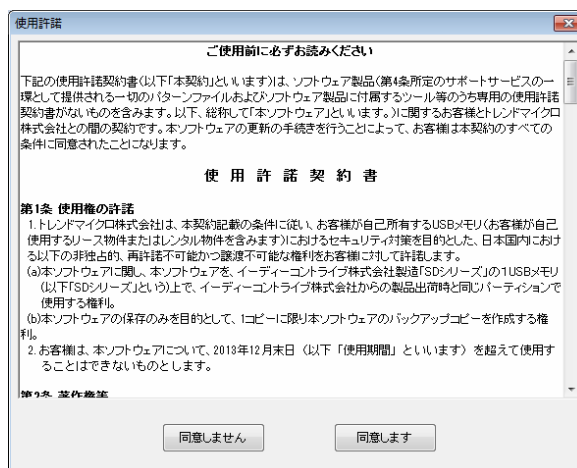 使用許諾
ご使用前に必ずお読みください
下記の使用許諾契約書(以下「本契約」といいます)は、ソフトウェア製品(第4条所定のサポートサービスの一
環として提供される一切のパターンファイルおよびソフトウェア製品に付属するツール等のうち専用の使用許諾
契約書がないものを含みます。以下、総称して「本ソフトウェア」といいます。)に関するお客様とトレンドマイクロ
株式会社との間の契約です。本ソフトウェアの更新の手続きを行うことによって、お客様は本契約のすべての
条件に同意されたことになります。
使 用 許 諾 契 約 書
第1条 使用権の許諾
1.トレンドマイクロ株式会社は、本契約記載の条件に従い、お客様が自己所有するUSBメモリ(お客様が自己
使用するリース物件またはレンタル物件を含みます)におけるセキュリティ対策を目的とした、日本国内におけ
る以下の非独占的、再許諾不可能かつ譲渡不可能な権利をお客様に対して許諾します。
(a)本ソフトウェアに関し、本ソフトウェアを、イーディーコントライブ株式会社製造「SDシリーズ」の1USBメモリ
(以下「SDシリーズ」という)上で、イーディーコントライブ株式会社からの製品出荷時と同じパーティションで
使用する権利。
(b)本ソフトウェアの保存のみを目的として、1コピーに限り本ソフトウェアのバックアップコピーを作成する権
利。
2.お客様は、本ソフトウェアについて、2013年12月末日(以下「使用期間」といいます)を超えて使用す
ることはできないものとします。
第2条 著作権等
同意しません
同意します